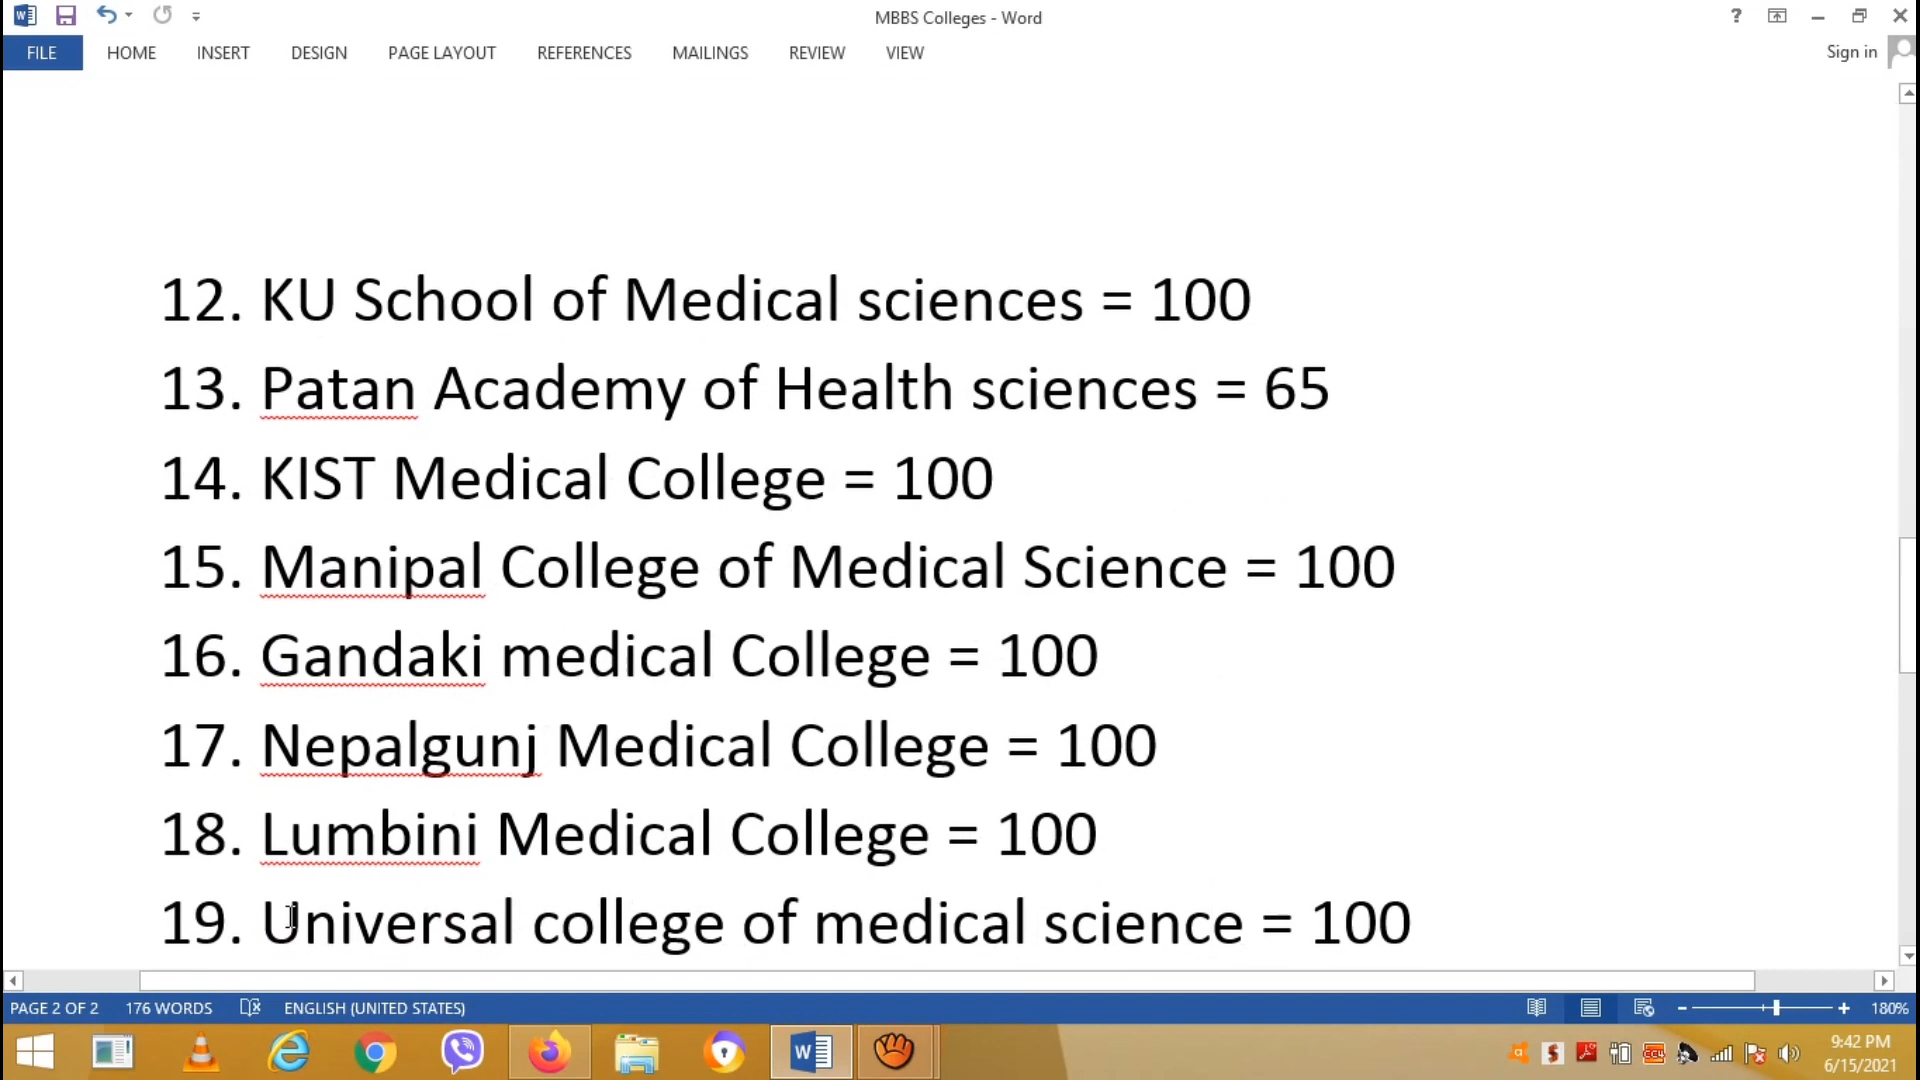 MBBS Colleges - Word
?
FILE HOME INSERT DESIGN PAGE LAYOUT REFERENCES MAILINGS REVIEW VIEW Sign in
12. KU School of Medical sciences = 100
13. Patan Academy of Health sciences = 65
14. KIST Medical College = 100
15. Manipal College of Medical Science = 100
16. Gandaki medical College = 100
17. Nepalgunj Medical College = 100
18. Lumbini Medical College = 100
19. Universal college of medical science = 100
PAGE 2 OF 2 176 WORDS ENGLISH (UNITED STATES) 180%
9:42 PM
6/15/2021